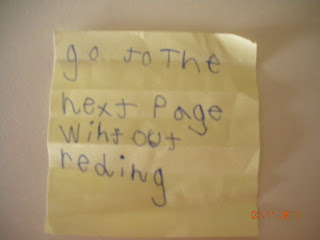 go to The
next Page
wiht out
reding